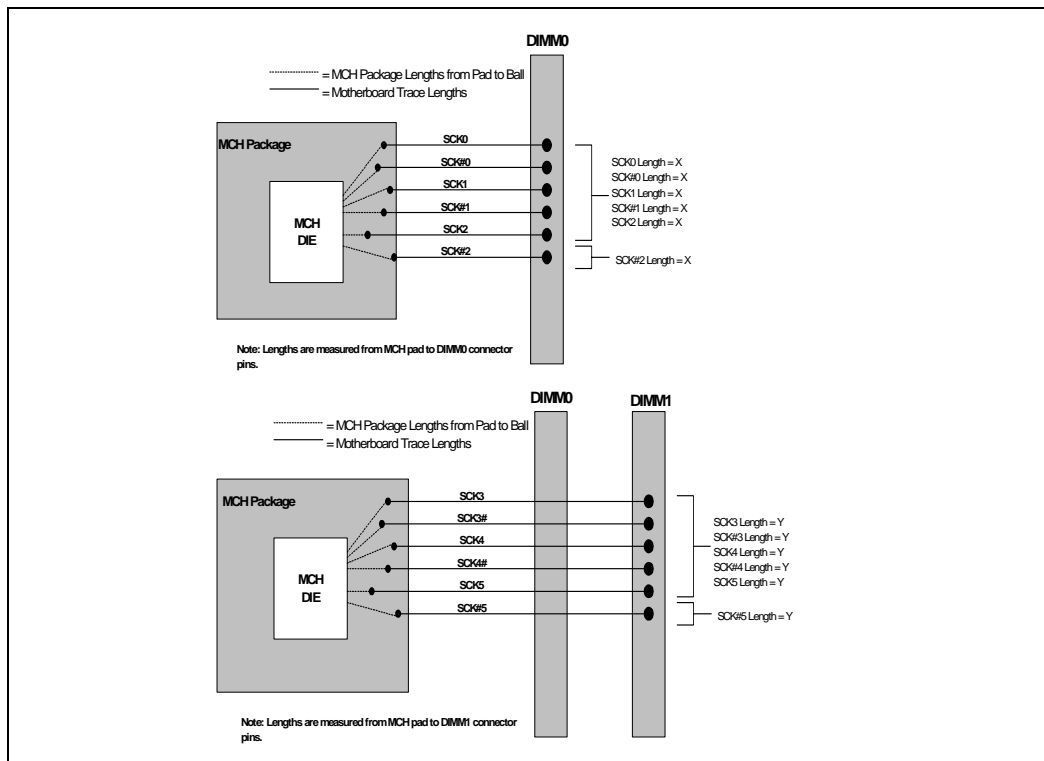 DIMM0
= MCH Package Lengths from Pad to Ball
= Motherboard Trace Lengths
MCH Package
SCK0
SCK#0
SCK1
SCK#1
SCK2
SCK#2
MCH
DIE
SCK0 Length = X
SCK#0 Length = X
SCK1 Length = X
SCK#1 Length = X
SCK2 Length = X
SCK#2 Length = X
Note: Lengths are measured from MCH pad to DIMM0 connector
pins.
DIMM0
DIMM1
= MCH Package Lengths from Pad to Ball
= Motherboard Trace Lengths
MCH Package
SCK3
SCK3#
SCK4
SCK4#
SCK5
SCK#5
MCH
DIE
SCK3 Length = Y
SCK#3 Length = Y
SCK4 Length = Y
SCK#4 Length = Y
SCK5 Length = Y
SCK#5 Length = Y
Note: Lengths are measured from MCH pad to DIMM1 connector
pins.